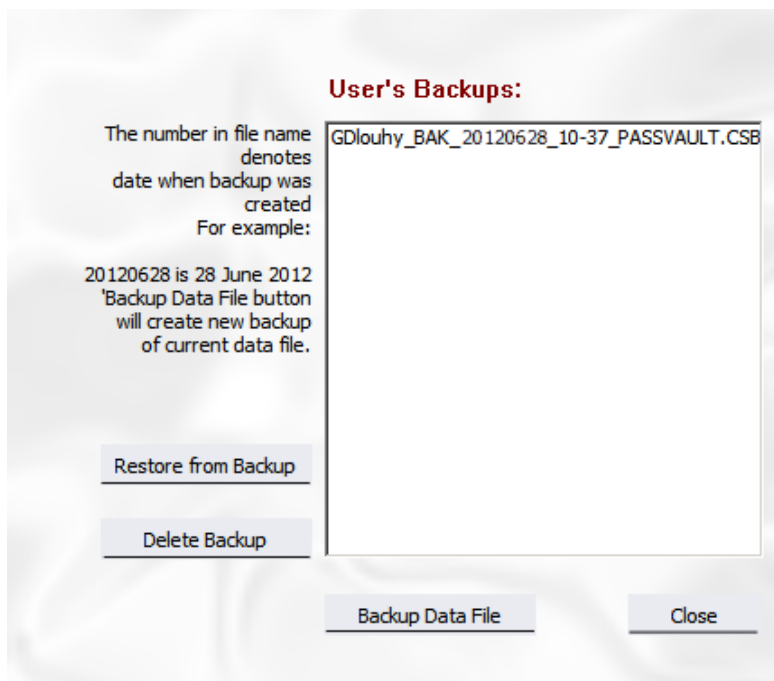 User's Backups:
The number in file name
denotes
date when backup was
created
For example:
20120628 is 28 June 2012
'Backup Data File button
will create new backup
of current data file.
GDlouhy_BAK_20120628_10-37_PASSVAULT.CSB
Restore from Backup
Delete Backup
Backup Data File
Close